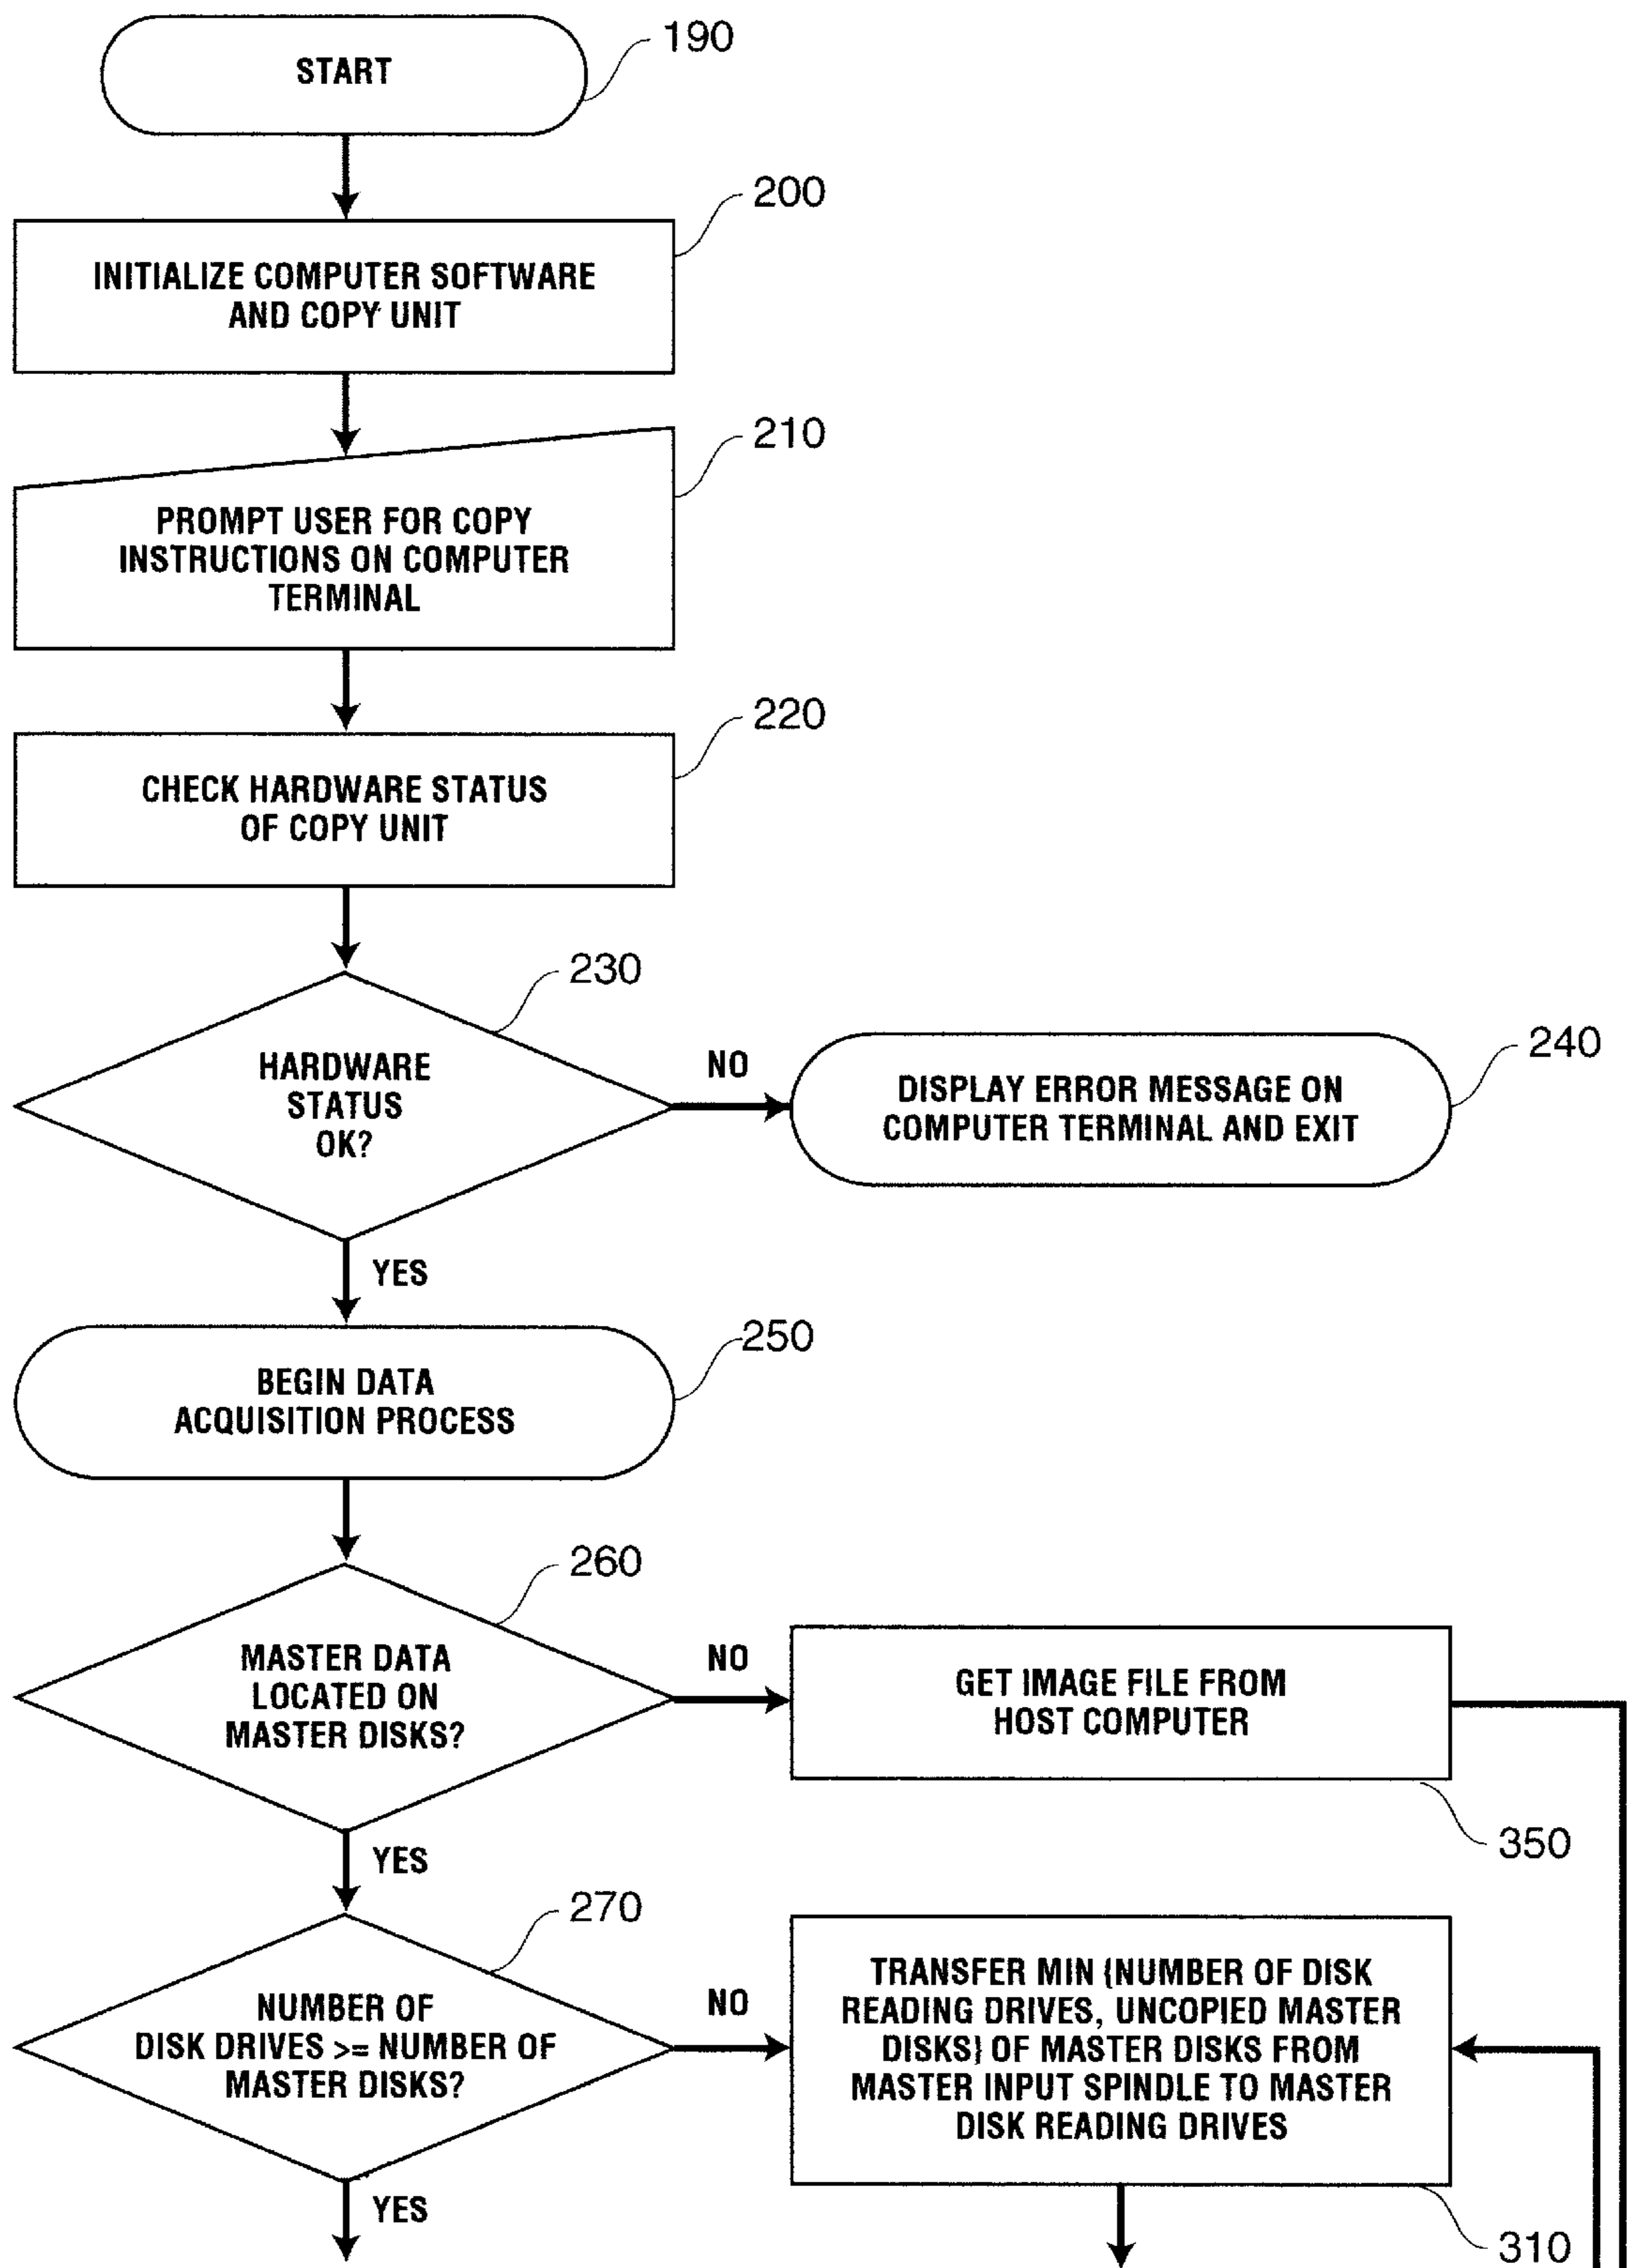 START
190
200
INITIALIZE COMPUTER SOFTWARE
AND COPY UNIT
210
PROMPT USER FOR COPY
INSTRUCTIONS ON COMPUTER
TERMINAL
220
CHECK HARDWARE STATUS
OF COPY UNIT
230
HARDWARE
STATUS
OK?
NO
240
DISPLAY ERROR MESSAGE ON
COMPUTER TERMINAL AND EXIT
YES
250
BEGIN DATA
ACQUISITION PROCESS
260
MASTER DATA
LOCATED ON
MASTER DISKS?
NO
GET IMAGE FILE FROM
HOST COMPUTER
350
YES
270
NUMBER OF
DISK DRIVES >= NUMBER OF
MASTER DISKS?
NO
TRANSFER MIN {NUMBER OF DISK
READING DRIVES, UNCOPIED MASTER
DISKS} OF MASTER DISKS FROM
MASTER INPUT SPINDLE TO MASTER
DISK READING DRIVES
YES
310